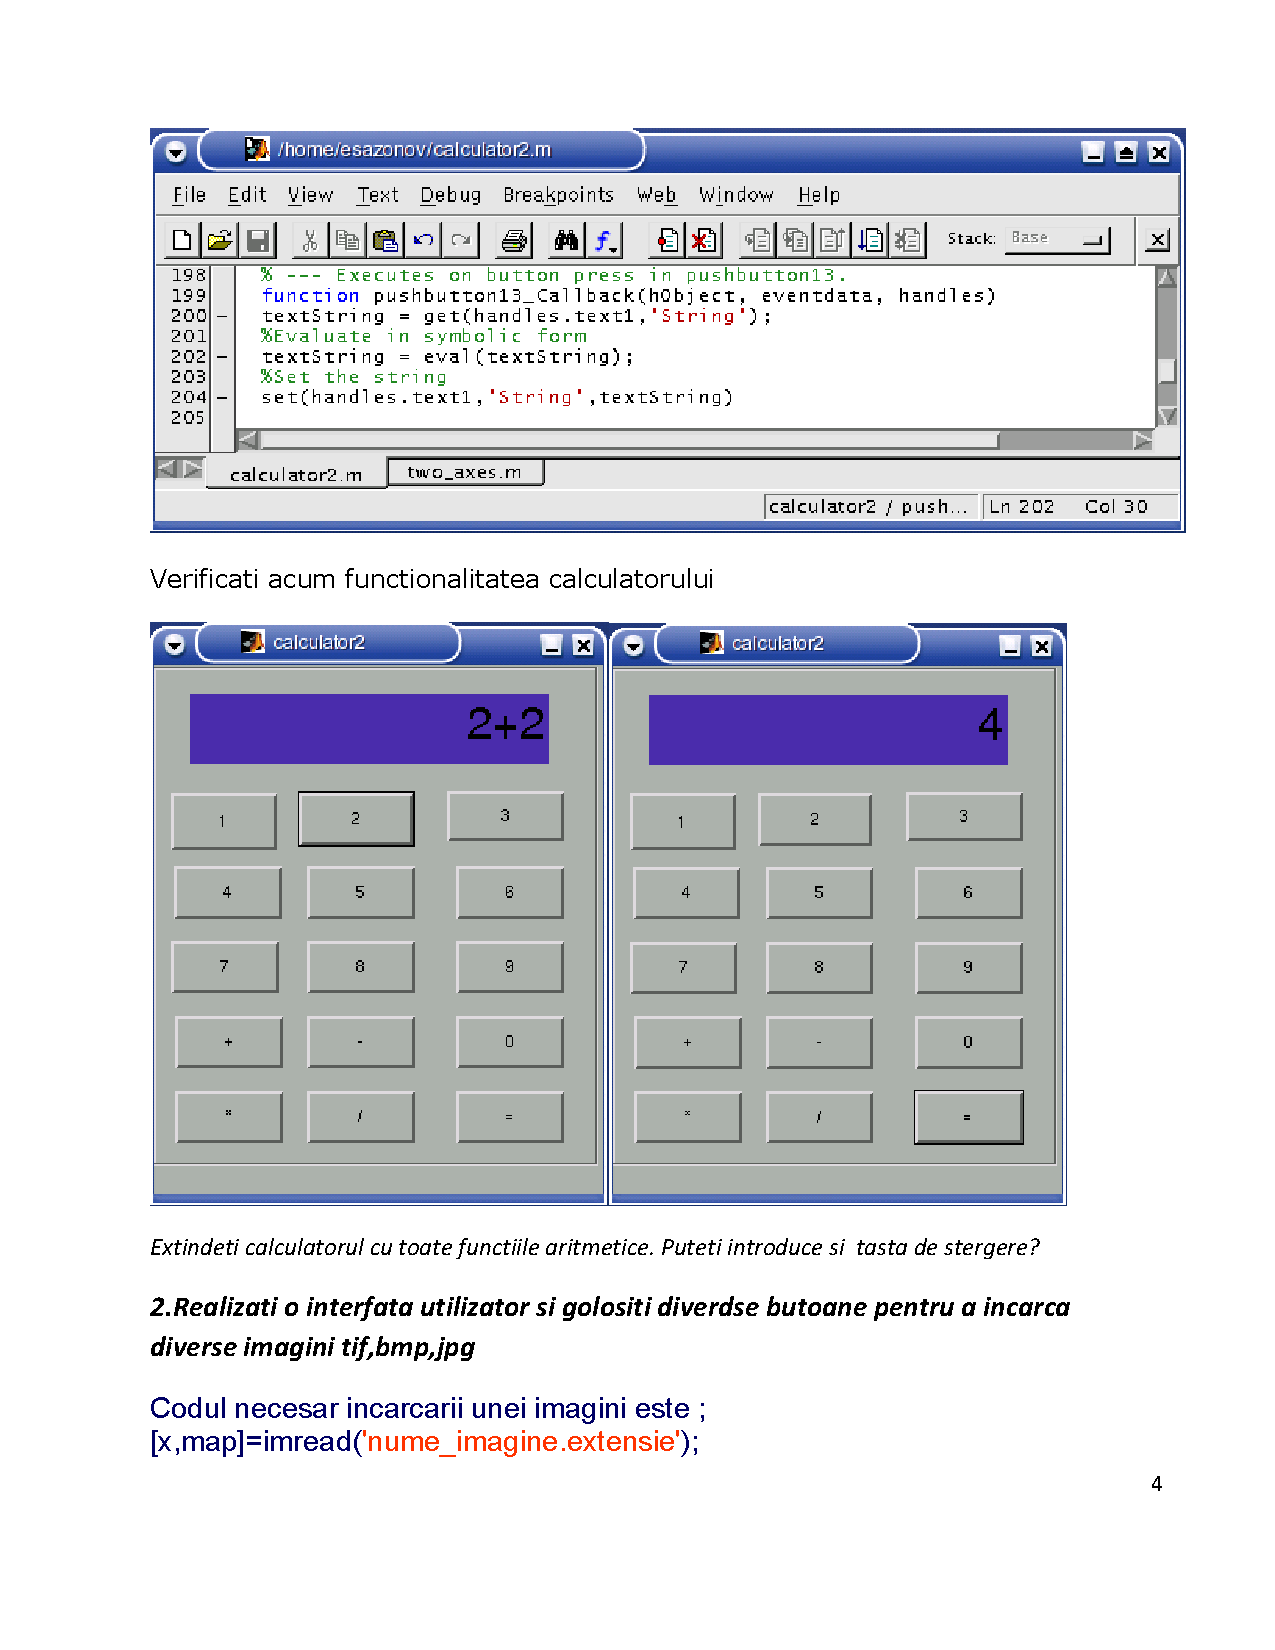 /home/esazonov/calculator2.m
File Edit View Text Debug Breakpoints Web Window Help
Stack: Base
198 % --- Executes on button press in pushbutton13.
199 function pushbutton13_Callback(hObject, eventdata, handles)
200 - textString = get(handles.text1,'String');
201 %Evaluate in symbolic form
202 - textString = eval(textString);
203 %Set the string
204 - set(handles.text1,'String',textString)
205
calculator2.m two_axes.m
calculator2 / push... Ln 202 Col 30
Verificati acum functionalitatea calculatorului
calculator2
2+2
1 2 3
4 5 6
7 8 9
+ - 0
* / =
calculator2
4
1 2 3
4 5 6
7 8 9
+ - 0
* / =
Extindeti calculatorul cu toate functiile aritmetice. Puteti introduce si tasta de stergere?
2.Realizati o interfata utilizator si golositi diverdse butoane pentru a incarca
diverse imagini tif,bmp,jpg
Codul necesar incarcarii unei imagini este ;
[x,map]=imread('nume_imagine.extensie');
4